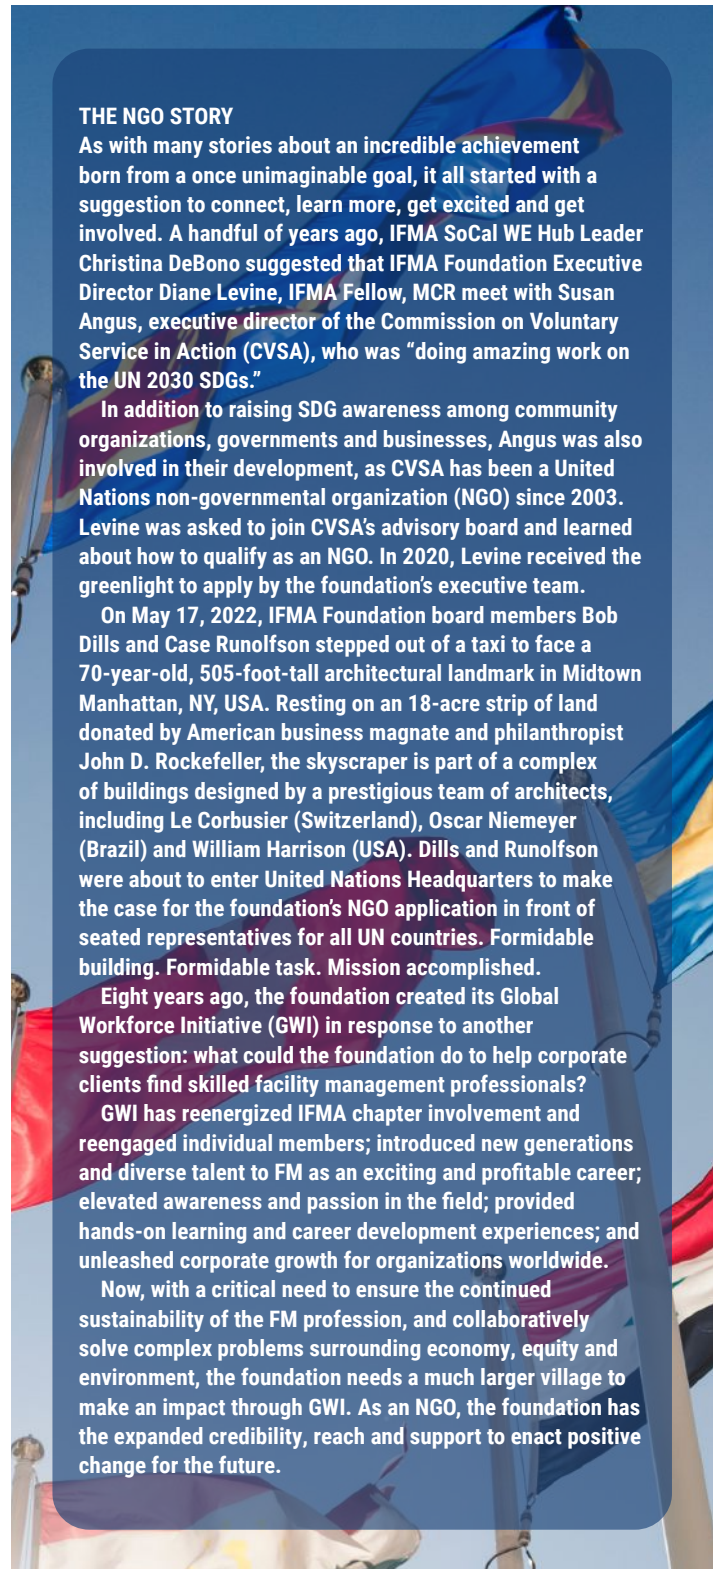 THE NGO STORY
As with many stories about an incredible achievement
born from a once unimaginable goal, it all started with a
suggestion to connect, learn more, get excited and get
involved. A handful of years ago, IFMA SoCal WE Hub Leader
Christina DeBono suggested that IFMA Foundation Executive
Director Diane Levine, IFMA Fellow, MCR meet with Susan
Angus, executive director of the Commission on Voluntary
Service in Action (CVSA), who was “doing amazing work on
the UN 2030 SDGs.”
In addition to raising SDG awareness among community
organizations, governments and businesses, Angus was also
involved in their development, as CVSA has been a United
Nations non-governmental organization (NGO) since 2003.
Levine was asked to join CVSA’s advisory board and learned
about how to qualify as an NGO. In 2020, Levine received the
greenlight to apply by the foundation’s executive team.
On May 17, 2022, IFMA Foundation board members Bob
Dills and Case Runolfson stepped out of a taxi to face a
70-year-old, 505-foot-tall architectural landmark in Midtown
Manhattan, NY, USA. Resting on an 18-acre strip of land
donated by American business magnate and philanthropist
John D. Rockefeller, the skyscraper is part of a complex
of buildings designed by a prestigious team of architects,
including Le Corbusier (Switzerland), Oscar Niemeyer
(Brazil) and William Harrison (USA). Dills and Runolfson
were about to enter United Nations Headquarters to make
the case for the foundation’s NGO application in front of
seated representatives for all UN countries. Formidable
building. Formidable task. Mission accomplished.
Eight years ago, the foundation created its Global
Workforce Initiative (GWI) in response to another
suggestion: what could the foundation do to help corporate
clients find skilled facility management professionals?
GWI has reenergized IFMA chapter involvement and
reengaged individual members; introduced new generations
and diverse talent to FM as an exciting and profitable career;
elevated awareness and passion in the field; provided
hands-on learning and career development experiences; and
unleashed corporate growth for organizations worldwide.
Now, with a critical need to ensure the continued
sustainability of the FM profession, and collaboratively
solve complex problems surrounding economy, equity and
environment, the foundation needs a much larger village to
make an impact through GWI. As an NGO, the foundation has
the expanded credibility, reach and support to enact positive
change for the future.